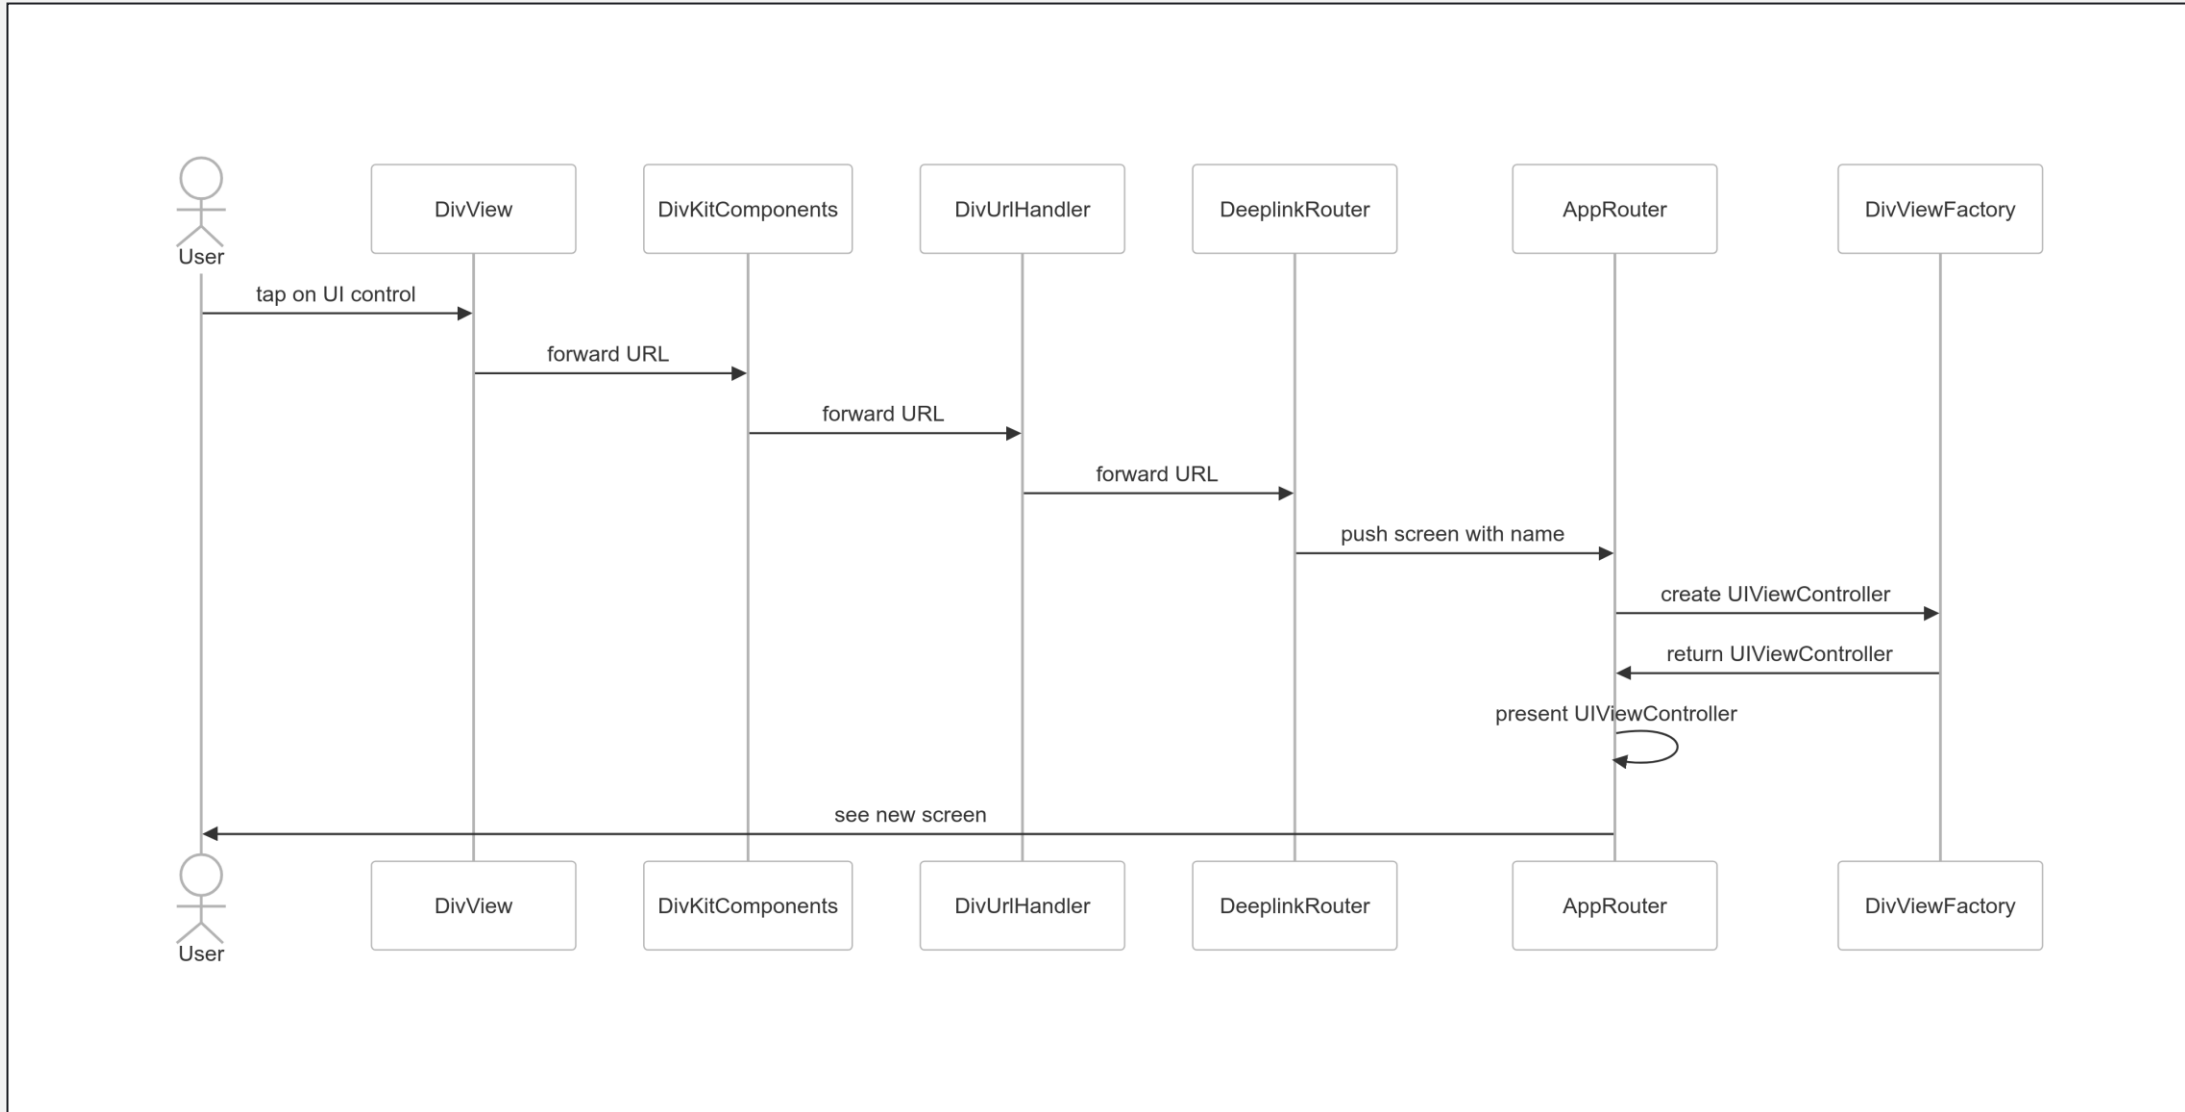 DivView
DivKitComponents
DivUrlHandler
DeeplinkRouter
AppRouter
DivViewFactory
User
tap on UI control
forward URL
forward URL
forward URL
push screen with name
create UIViewController
return UIViewController
present UIViewController
see new screen
DivView
DivKitComponents
DivUrlHandler
DeeplinkRouter
AppRouter
DivViewFactory
User